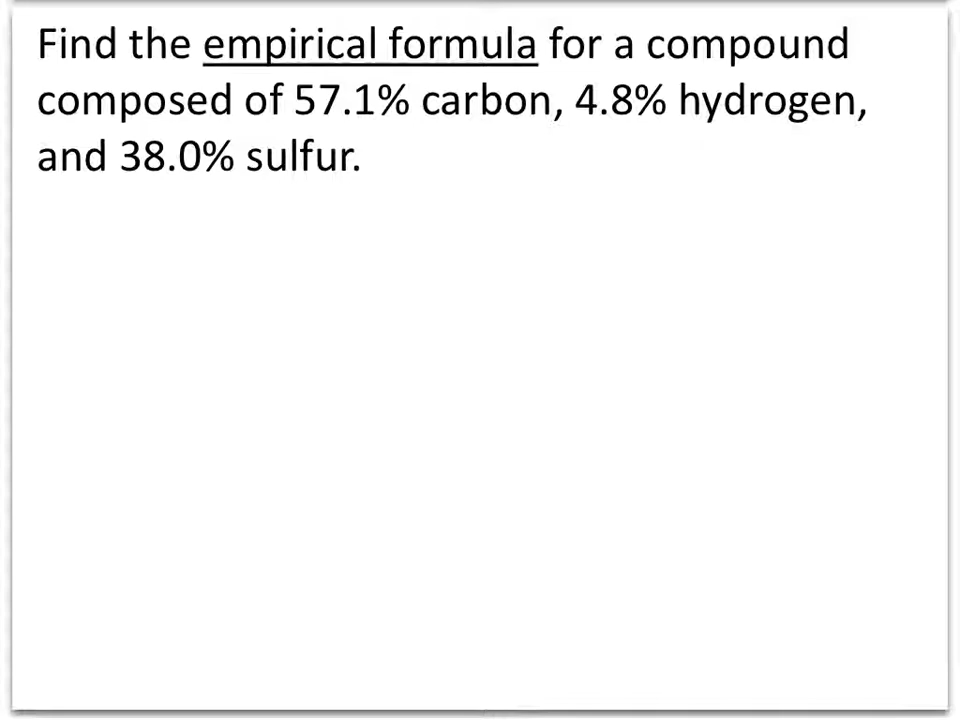 Find the empirical formula for a compound
composed of 57.1% carbon, 4.8% hydrogen,
and 38.0% sulfur.